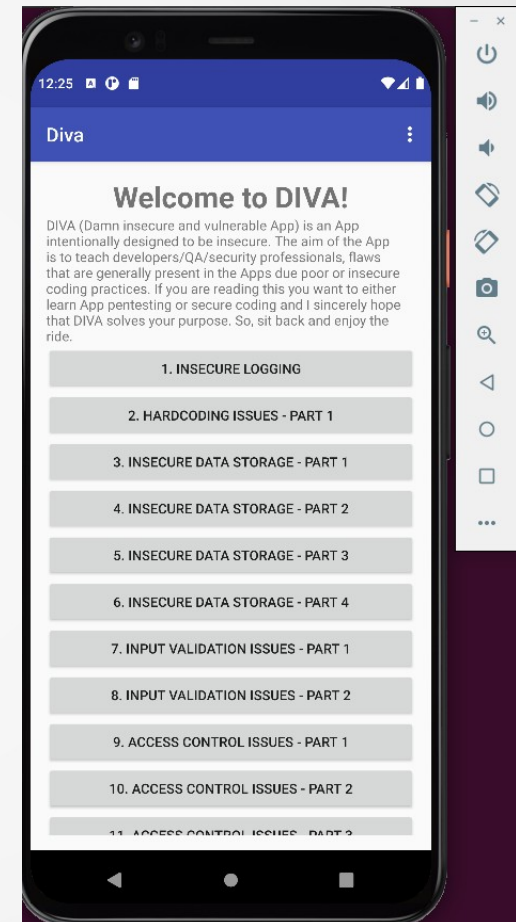 12:25
Diva
Welcome to DIVA!
DIVA (Damn insecure and vulnerable App) is an App
intentionally designed to be insecure. The aim of the App
is to teach developers/QA/security professionals, flaws
that are generally present in the Apps due poor or insecure
coding practices. If you are reading this you want to either
learn App pentesting or secure coding and I sincerely hope
that DIVA solves your purpose. So, sit back and enjoy the
ride.
1. INSECURE LOGGING
2. HARDCODING ISSUES - PART 1
3. INSECURE DATA STORAGE - PART 1
4. INSECURE DATA STORAGE - PART 2
5. INSECURE DATA STORAGE - PART 3
6. INSECURE DATA STORAGE - PART 4
7. INPUT VALIDATION ISSUES - PART 1
8. INPUT VALIDATION ISSUES - PART 2
9. ACCESS CONTROL ISSUES - PART 1
10. ACCESS CONTROL ISSUES - PART 2
11. ACCESS CONTROL ISSUES - PART 3